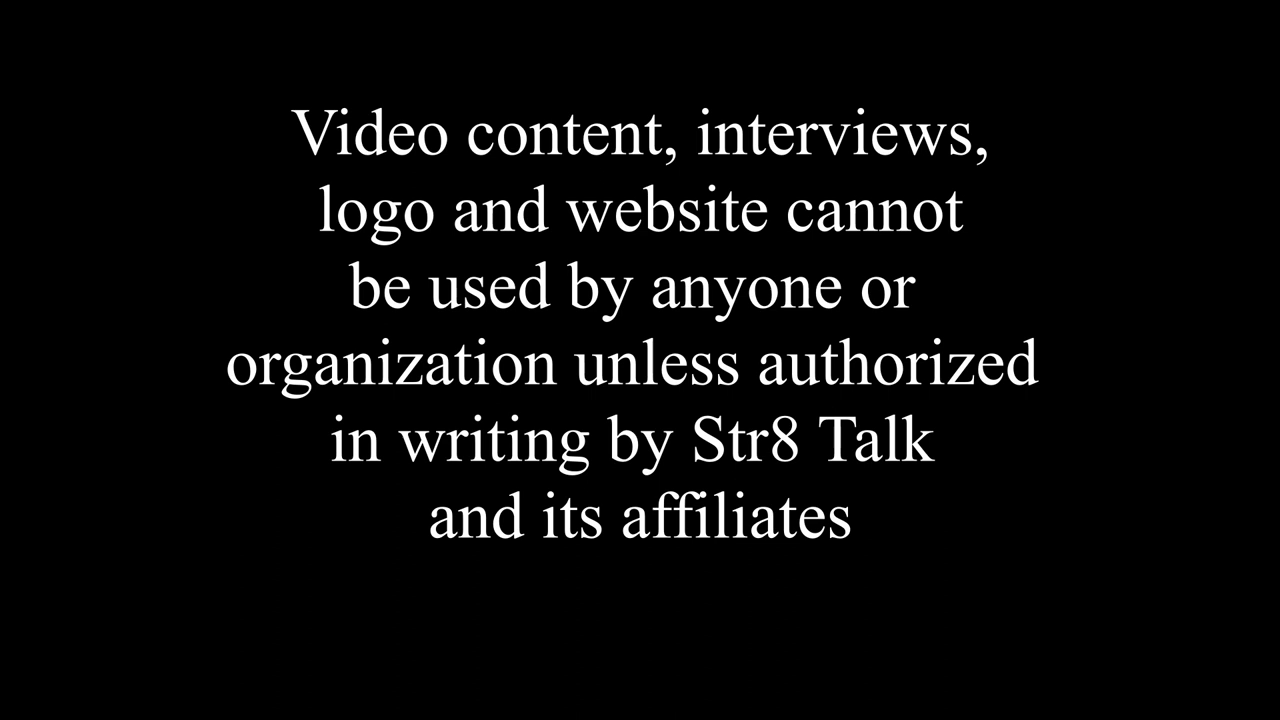 Video content, interviews,
logo and website cannot
be used by anyone or
organization unless authorized
in writing by Str8 Talk
and its affiliates